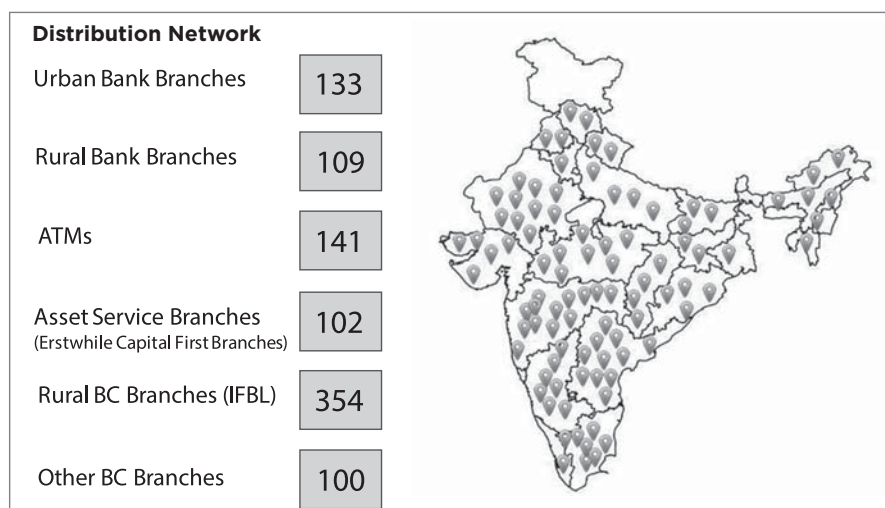 Distribution Network
Urban Bank Branches
133
Rural Bank Branches
109
ATMs
141
Asset Service Branches
(Erstwhile Capital First Branches)
102
Rural BC Branches (IFBL)
354
Other BC Branches
100